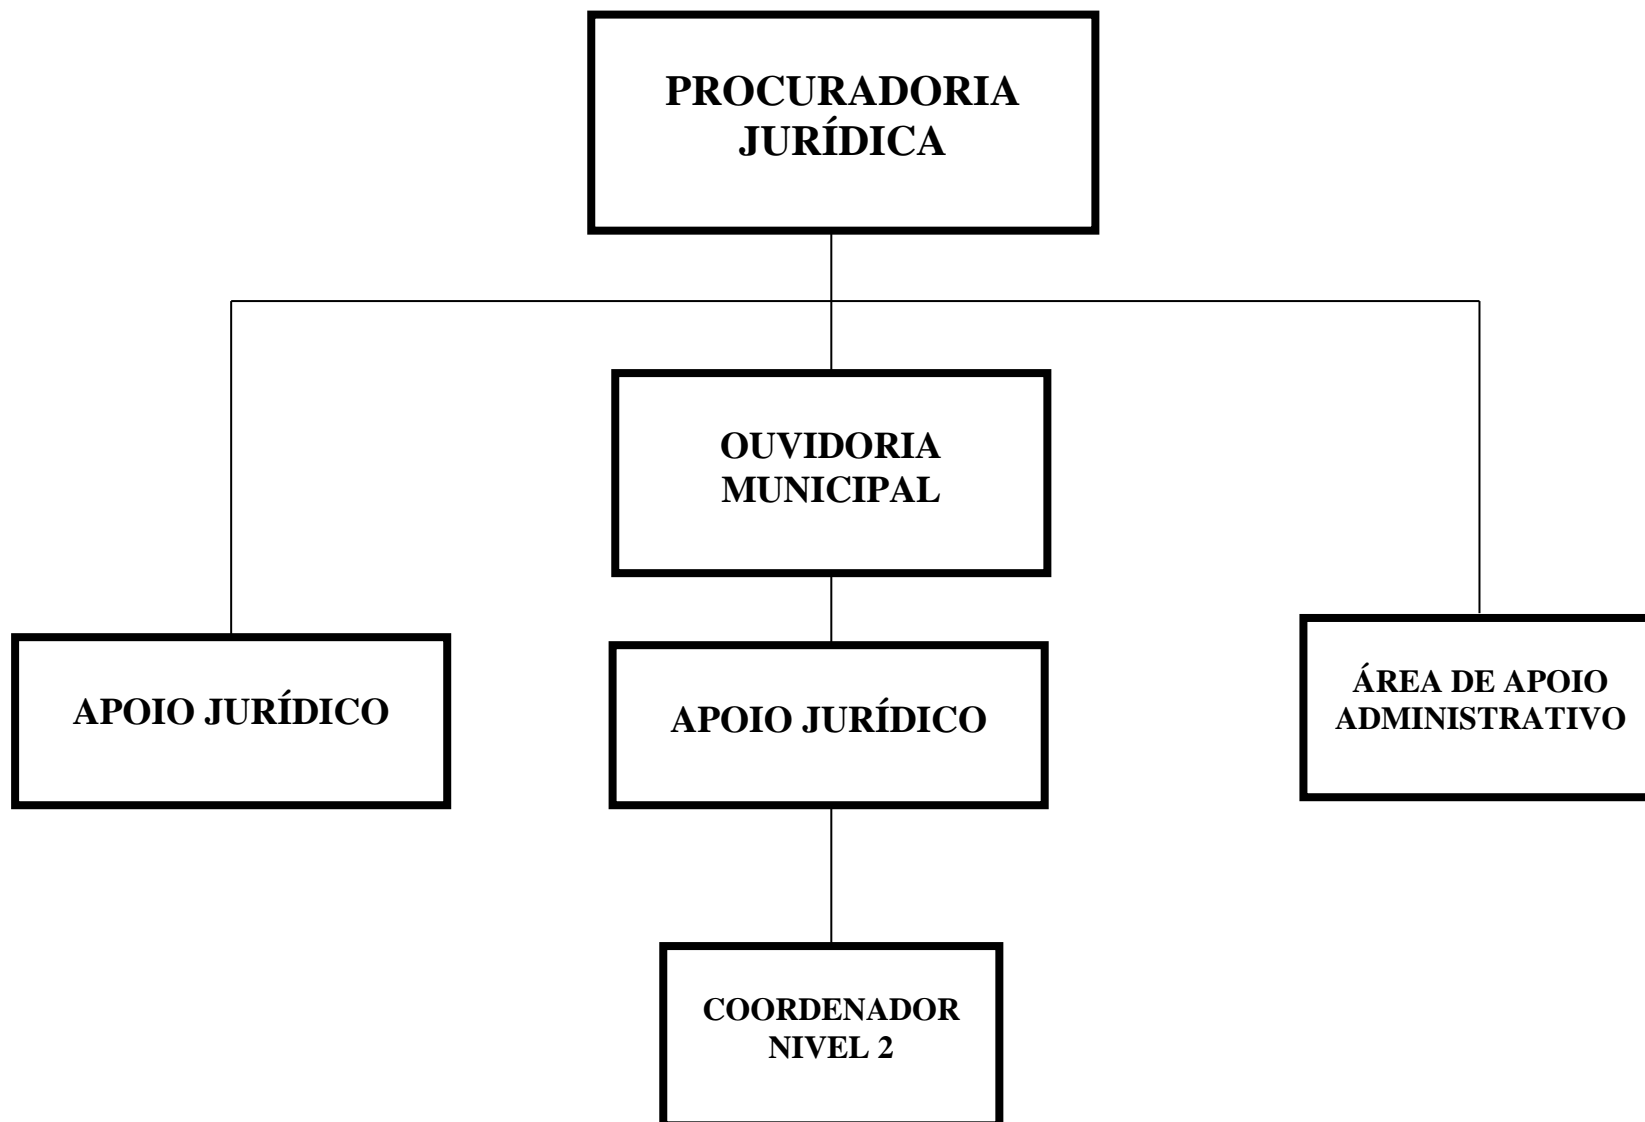 PROCURADORIA
JURÍDICA
OUVIDORIA
MUNICIPAL
APOIO JURÍDICO
APOIO JURÍDICO
ÁREA DE APOIO
ADMINISTRATIVO
COORDENADOR
NIVEL 2